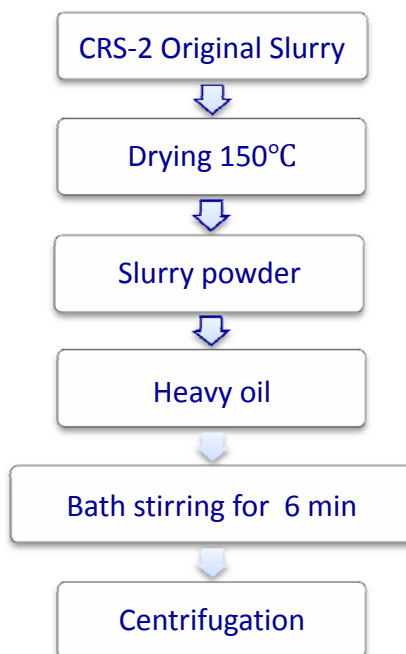 CRS-2 Original Slurry
Drying 150℃
Slurry powder
Heavy oil
Bath stirring for 6 min
Centrifugation